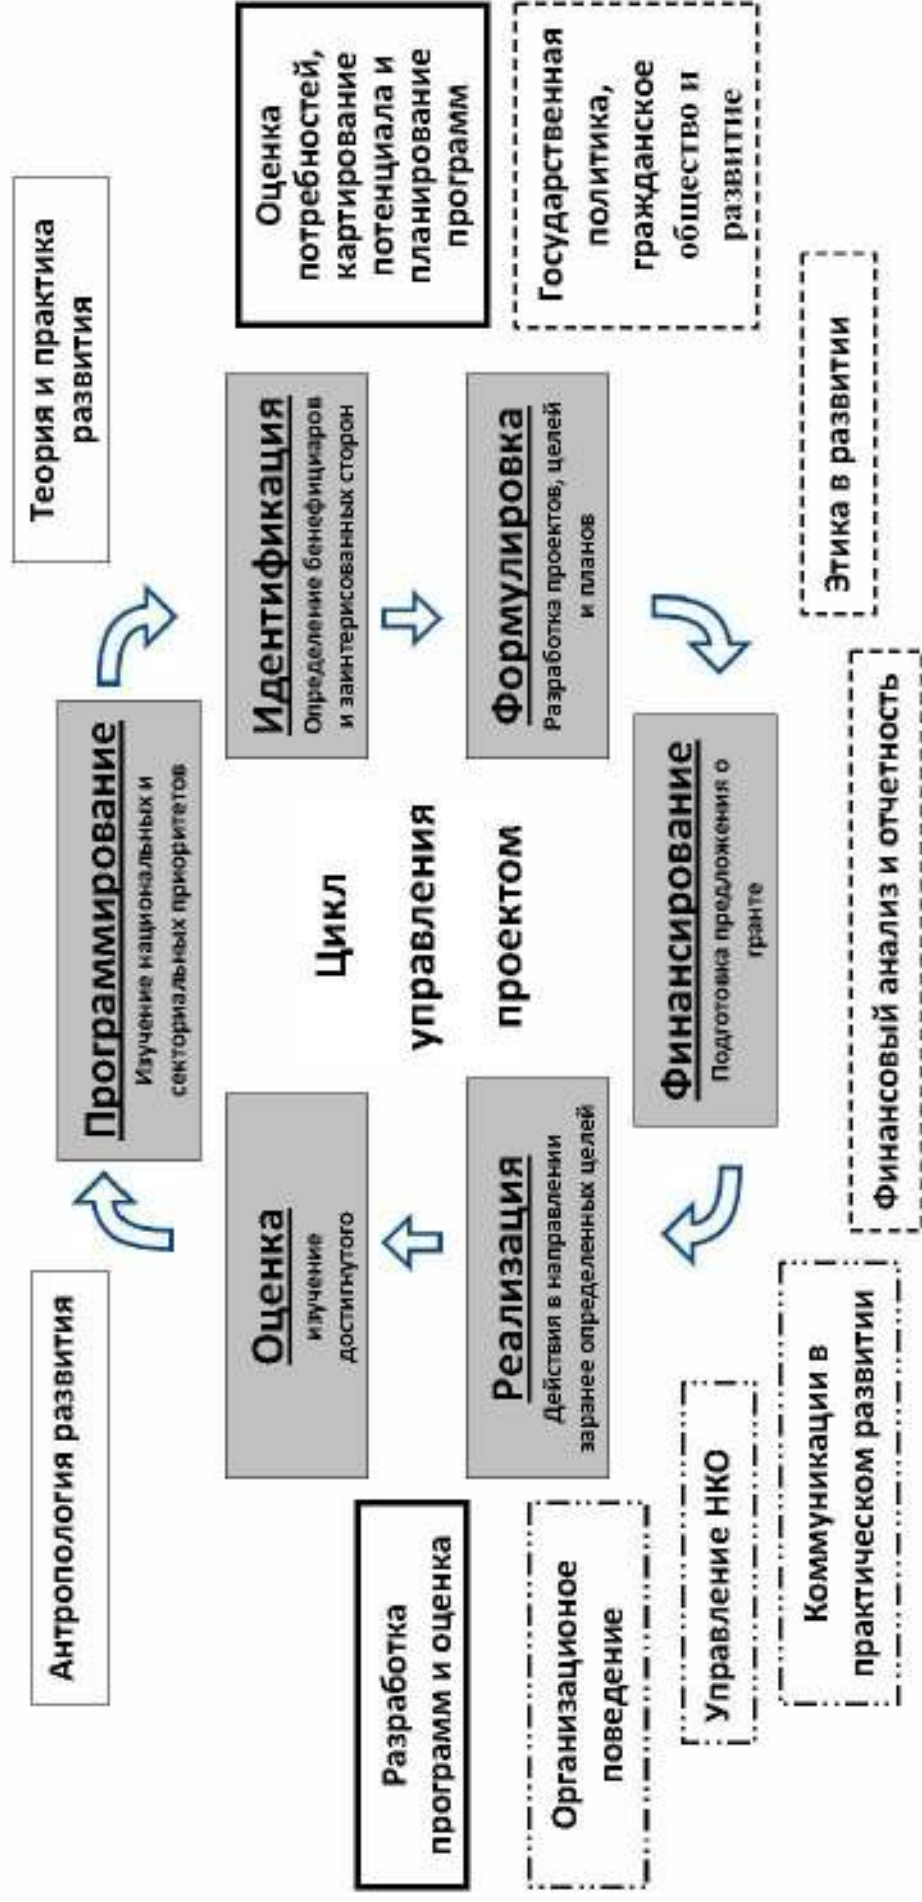 Антропология развития
Теория и практика
развития
Программирование
Изучение национальных и
секториальных приоритетов
Оценка
изучение
достигнутого
Идентификация
Определение бенефициаров
и заинтерисованных сторон
Оценка
потребностей,
картирование
потенциала и
планирование
программ
Цикл
управления
проектом
Разработка
программ и оценка
Реализация
Действия в направлении
заранее определенных целей
Формулировка
Разработка проектов, целей
и планов
Государственная
политика,
гражданское
общество и
развитие
Организационое
поведение
Финансирование
Подготовка предложения о
гранте
Управление НКО
Этика в развитии
Коммуникации в
практическом развитии
Финансовый анализ и отчетность